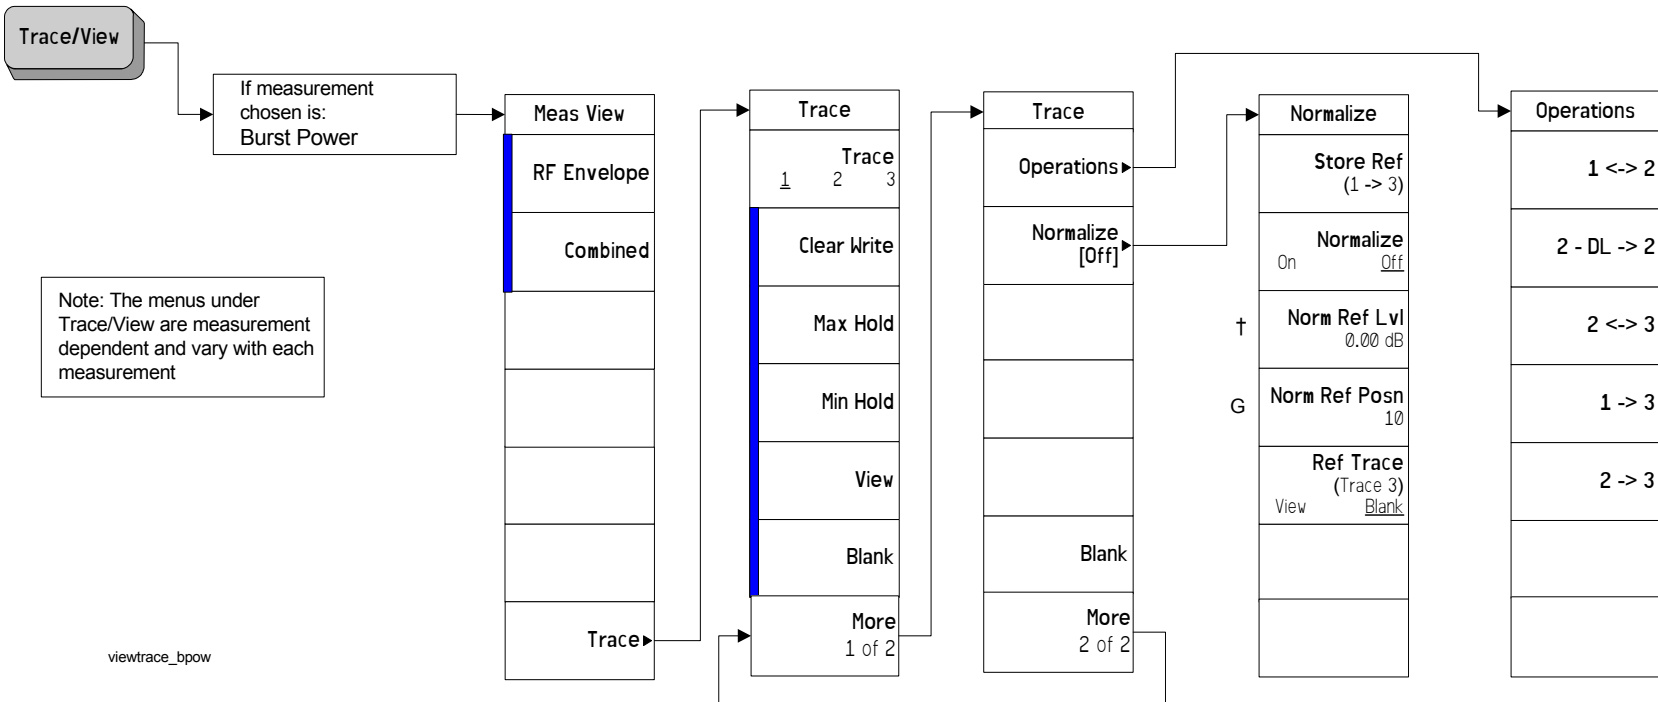 Trace/View
If measurement
chosen is:
Burst Power
Note: The menus under
Trace/View are measurement
dependent and vary with each
measurement
viewtrace_bpow
Meas View
RF Envelope
Combined
Trace
Trace
Trace
1 2 3
Clear Write
Max Hold
Min Hold
View
Blank
More
1 of 2
Trace
Operations
Normalize
[Off]
Blank
More
2 of 2
Normalize
Store Ref
(1 -> 3)
Normalize
On Off
† Norm Ref Lvl
0.00 dB
G Norm Ref Posn
10
Ref Trace
(Trace 3)
View Blank
Operations
1 <-> 2
2 - DL -> 2
2 <-> 3
1 -> 3
2 -> 3